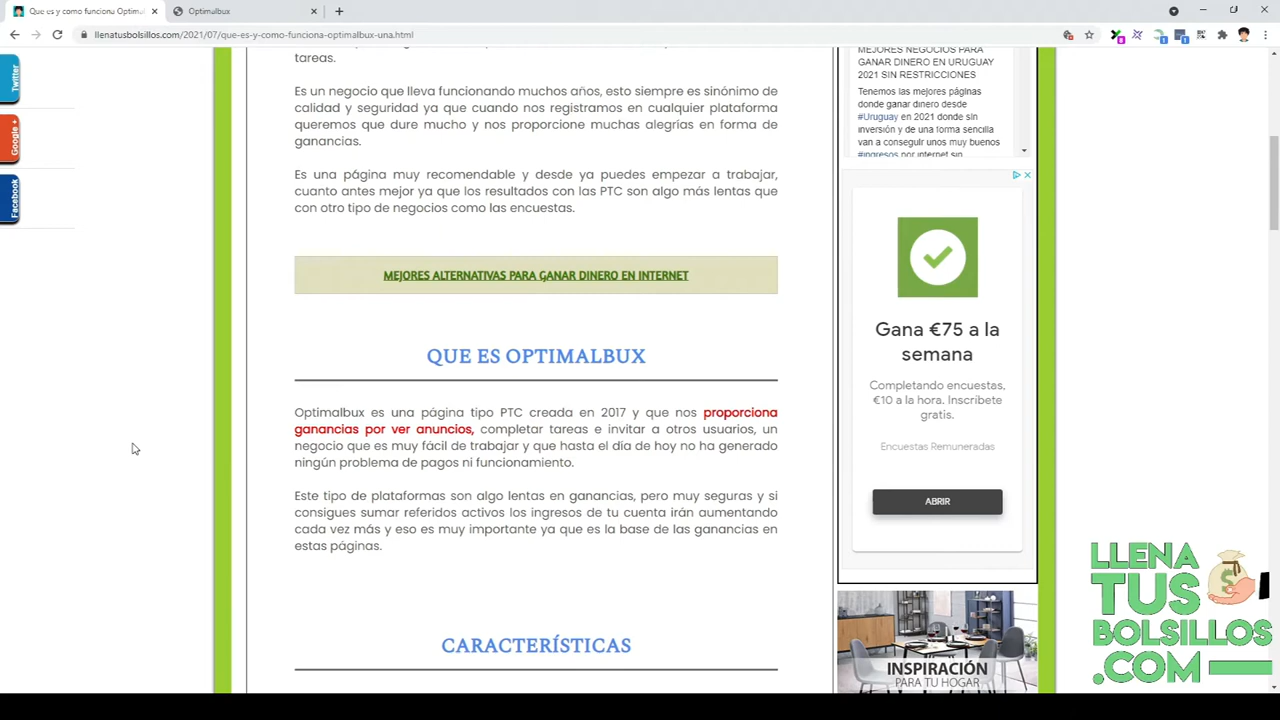 Que es y como funciona Optimal
Optimulbux
llenatusbolsillos.com/2021/07/que-es-y-como-funciona-optimalbux-una.html
Twitter
Google +
Facebook
tareas.
Es un negocio que lleva funcionando muchos años, esto siempre es sinónimo de
calidad y seguridad ya que cuando nos registramos en cualquier plataforma
queremos que dure mucho y nos proporcione muchas alegrías en forma de
ganancias.
Es una página muy recomendable y desde ya puedes empezar a trabajar,
cuanto antes mejor ya que los resultados con las PTC son algo más lentas que
con otro tipo de negocios como las encuestas.
MEJORES ALTERNATIVAS PARA GANAR DINERO EN INTERNET
QUE ES OPTIMALBUX
Optimalbux es una página tipo PTC creada en 2017 y que nos proporciona
ganancias por ver anuncios, completar tareas e invitar a otros usuarios, un
negocio que es muy fácil de trabajar y que hasta el día de hoy no ha generado
ningún problema de pagos ni funcionamiento.
Este tipo de plataformas son algo lentas en ganancias, pero muy seguras y si
consigues sumar referidos activos los ingresos de tu cuenta irán aumentando
cada vez más y eso es muy importante ya que es la base de las ganancias en
estas páginas.
CARACTERÍSTICAS
MEJORES NEGOCIOS PARA
GANAR DINERO EN URUGUAY
2021 SIN RESTRICCIONES
Tenemos las mejores páginas
donde ganar dinero desde
#Uruguay en 2021 donde sin
inversión y de una forma sencilla
van a conseguir unos muy buenos
#ingresos por internet sin
Gana €75 a la
semana
Completando encuestas,
€10 a la hora. Inscríbete
gratis.
Encuestas Remuneradas
ABRIR
INSPIRACIÓN
PARA TU HOGAR
LLENA
TUS
BOLSILLOS
.COM